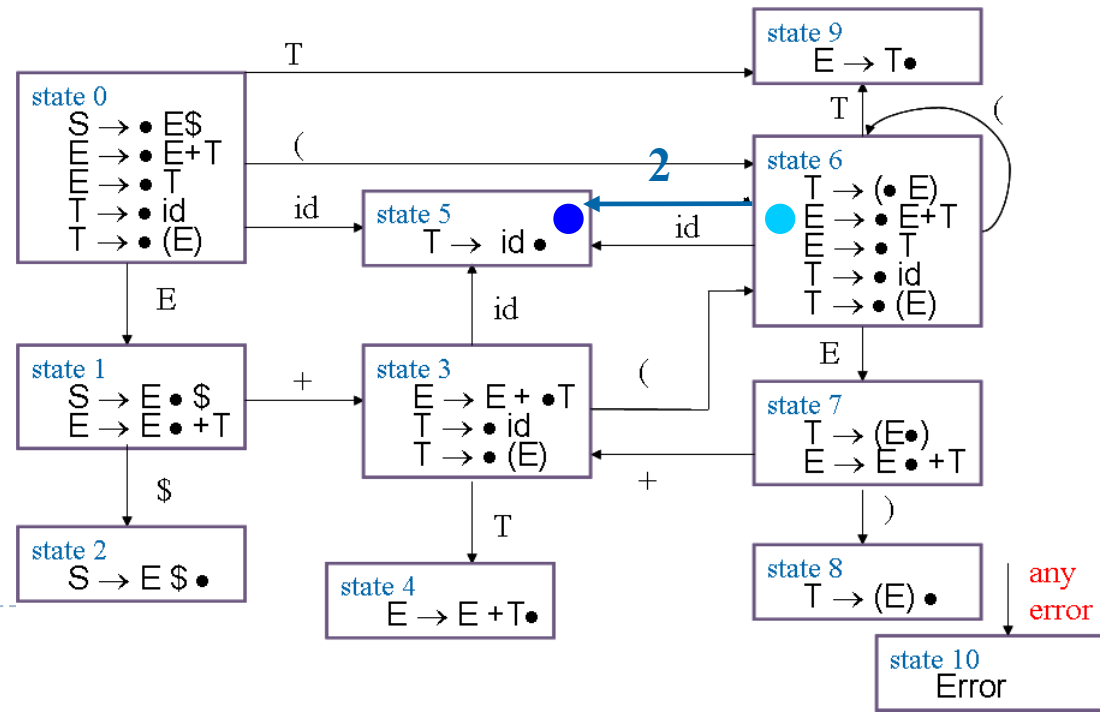 state 9
E → T●
T
state 0
S → ● E$
E → ● E+T
E → ● T
T → ● id
T → ● (E)
(
T
(
2
state 6
T → (● E)
E → ● E+T
E → ● T
T → ● id
T → ● (E)
id
state 5
T → id ●
id
E
id
E
state 1
S → E ● $
E → E ● +T
+
state 3
E → E + ●T
T → ● id
T → ● (E)
(
state 7
T → (E●)
E → E ● +T
+
$
T
)
state 2
S → E $ ●
state 4
E → E +T●
state 8
T → (E) ●
any
error
state 10
Error